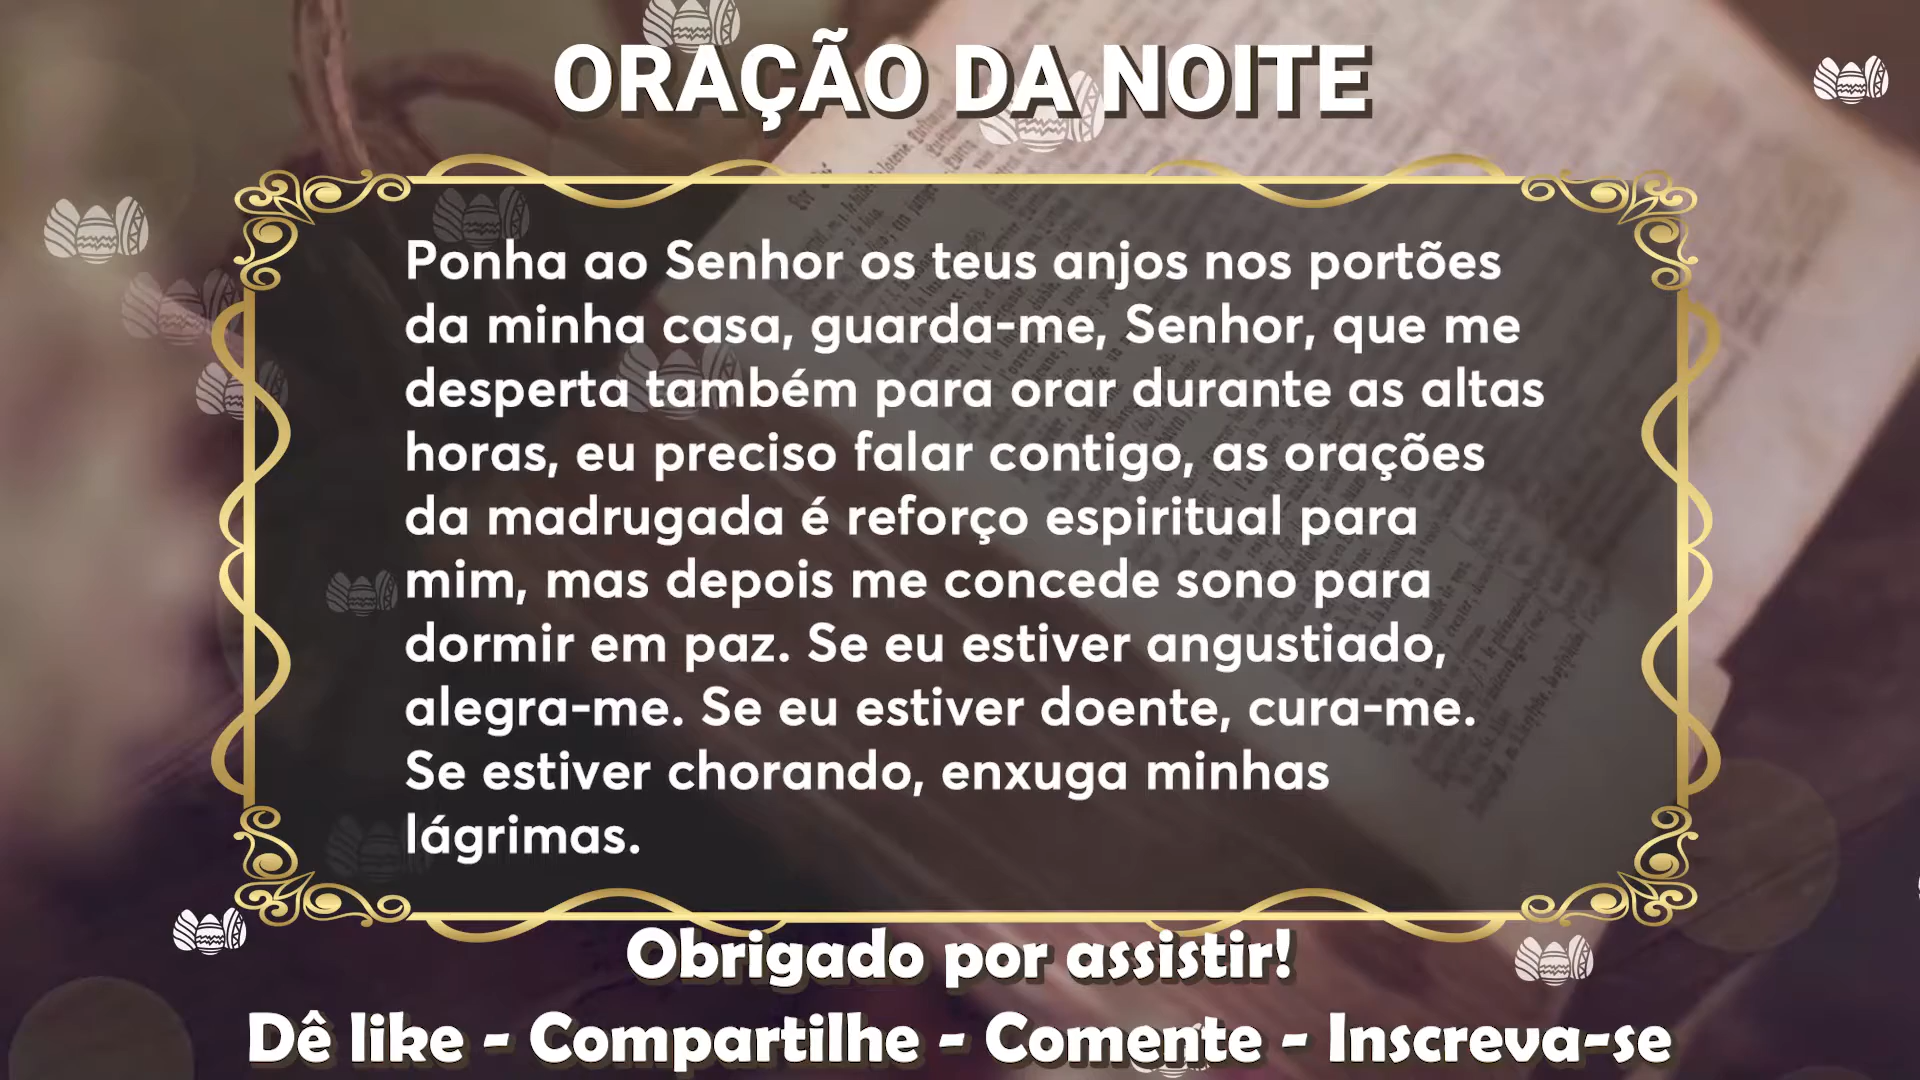 ORAÇÃO DA NOITE
Ponha ao Senhor os teus anjos nos portões
da minha casa, guarda-me, Senhor, que me
desperta também para orar durante as altas
horas, eu preciso falar contigo, as orações
da madrugada é reforço espiritual para
mim, mas depois me concede sono para
dormir em paz. Se eu estiver angustiado,
alegra-me. Se eu estiver doente, cura-me.
Se estiver chorando, enxuga minhas
lágrimas.
Obrigado por assistir!
Dê like - Compartilhe - Comente - Inscreva-se